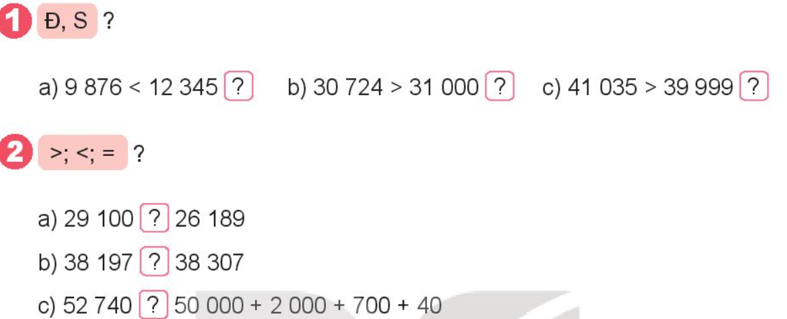 1 Đ, S ?
a) 9 876 < 12 345 ? b) 30 724 > 31 000 ? c) 41 035 > 39 999 ?
2 >; <; = ?
a) 29 100 ? 26 189
b) 38 197 ? 38 307
c) 52 740 ? 50 000 + 2 000 + 700 + 40